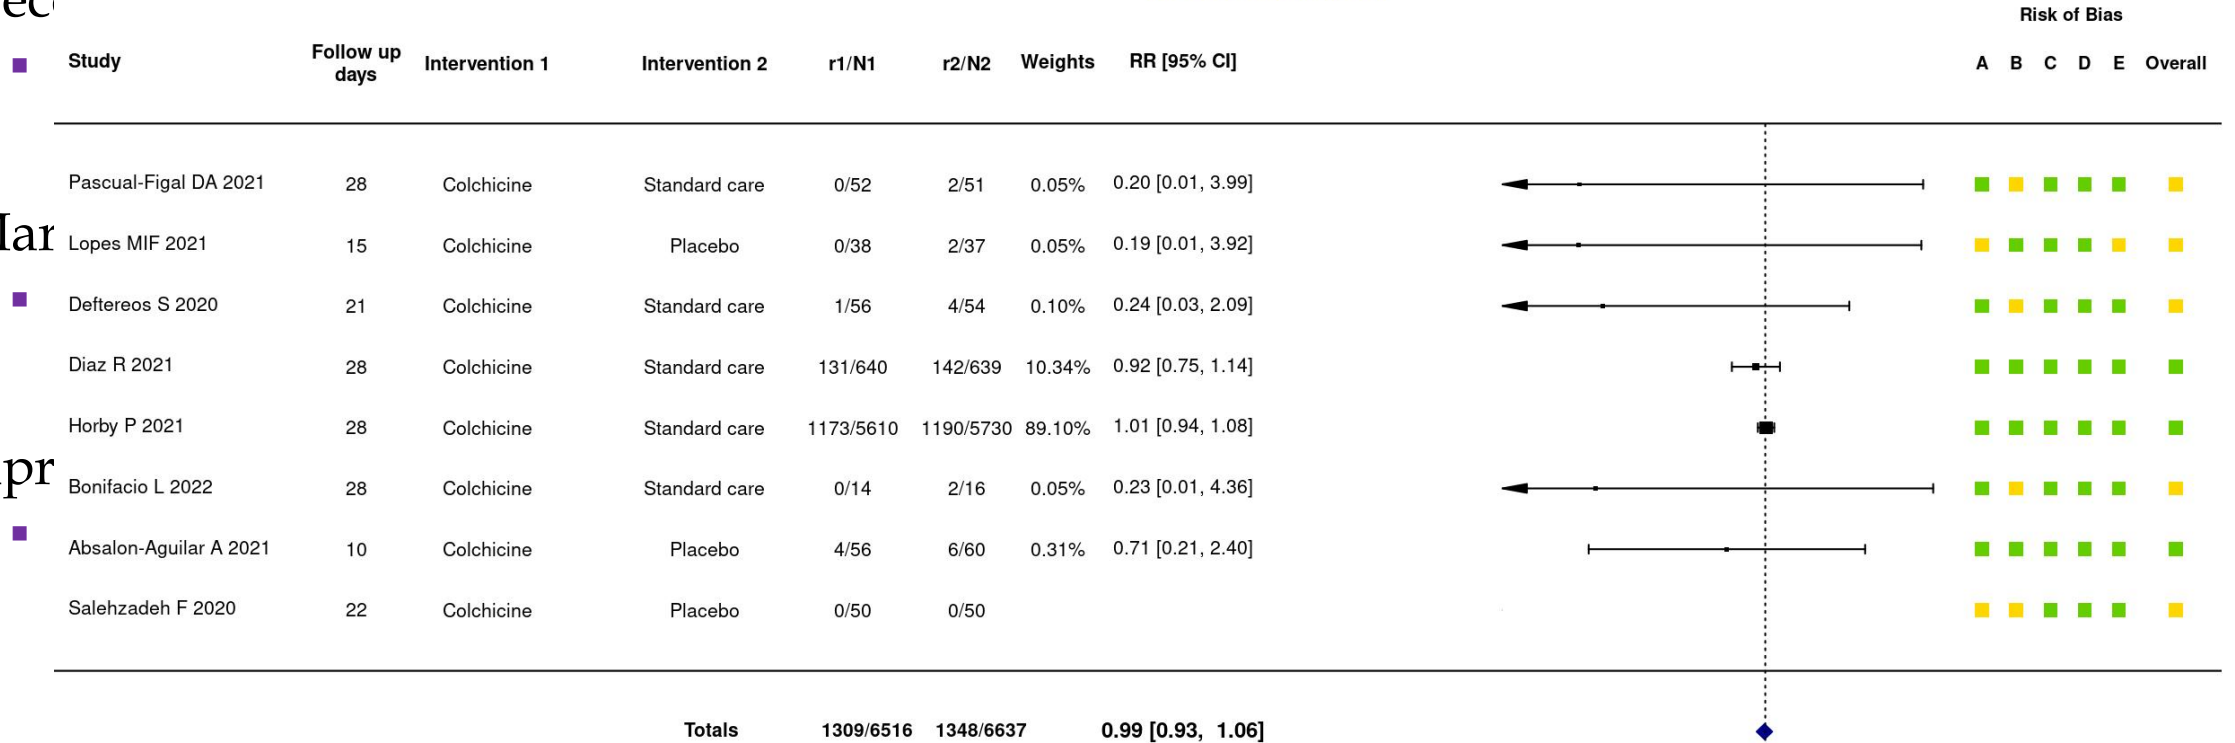 Risk of Bias
Study Follow up days Intervention 1 Intervention 2 r1/N1 r2/N2 Weights RR [95% CI] A B C D E Overall
Pascual-Figal DA 2021 28 Colchicine Standard care 0/52 2/51 0.05% 0.20 [0.01, 3.99]
Lopes MIF 2021 15 Colchicine Placebo 0/38 2/37 0.05% 0.19 [0.01, 3.92]
Deftereos S 2020 21 Colchicine Standard care 1/56 4/54 0.10% 0.24 [0.03, 2.09]
Diaz R 2021 28 Colchicine Standard care 131/640 142/639 10.34% 0.92 [0.75, 1.14]
Horby P 2021 28 Colchicine Standard care 1173/5610 1190/5730 89.10% 1.01 [0.94, 1.08]
Bonifacio L 2022 28 Colchicine Standard care 0/14 2/16 0.05% 0.23 [0.01, 4.36]
Absalon-Aguilar A 2021 10 Colchicine Placebo 4/56 6/60 0.31% 0.71 [0.21, 2.40]
Salehzadeh F 2020 22 Colchicine Placebo 0/50 0/50
Totals 1309/6516 1348/6637 0.99 [0.93, 1.06]